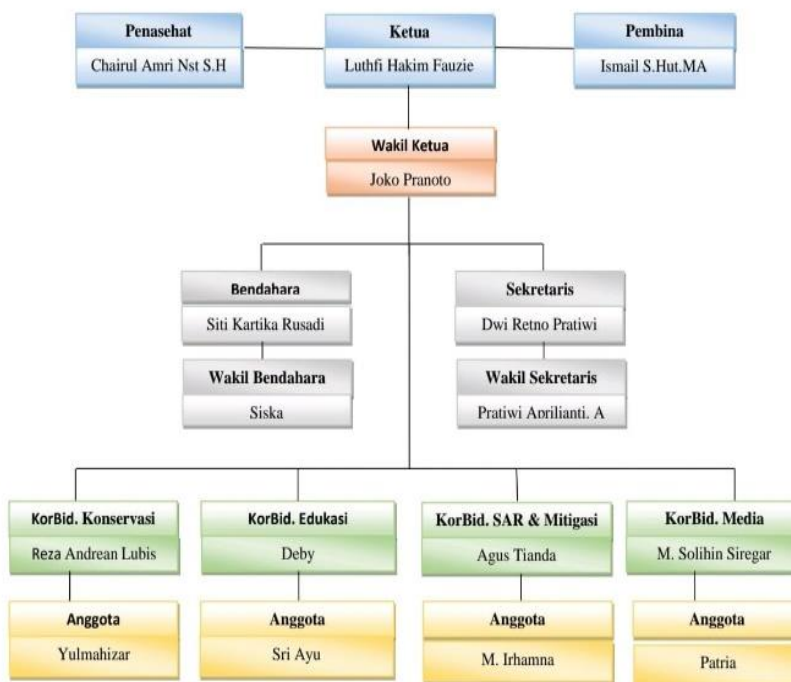 Penasehat
Chairul Amri Nst S.H
Ketua
Luthfi Hakim Fauzie
Pembina
Ismail S.Hut.MA
Wakil Ketua
Joko Pranoto
Bendahara
Siti Kartika Rusadi
Sekretaris
Dwi Retno Pratiwi
Wakil Bendahara
Siska
Wakil Sekretaris
Pratiwi Aprilianti. A
KorBid. Konservasi
Reza Andrean Lubis
KorBid. Edukasi
Deby
KorBid. SAR & Mitigasi
Agus Tianda
KorBid. Media
M. Solihin Siregar
Anggota
Yulmahizar
Anggota
Sri Ayu
Anggota
M. Irhamna
Anggota
Patria